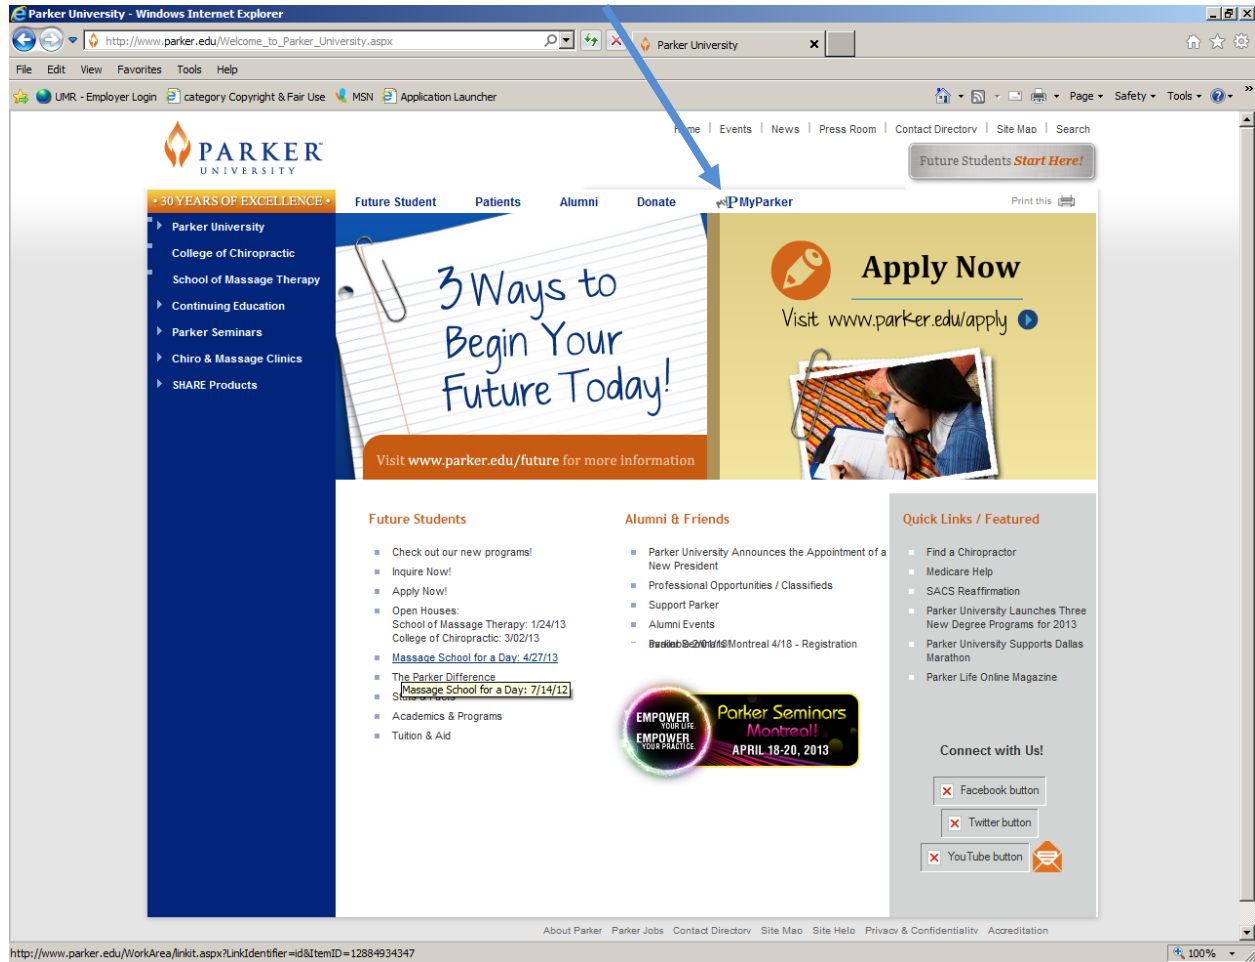 Parker University - Windows Internet Explorer
http://www.parker.edu/Welcome_to_Parker_University.aspx
Parker University
File Edit View Favorites Tools Help
UMR - Employer Login category Copyright & Fair Use MSN Application Launcher
Page Safety Tools
Home | Events | News | Press Room | Contact Directory | Site Map | Search
PARKER
UNIVERSITY
Future Students Start Here!
• 30 YEARS OF EXCELLENCE •
Future Student Patients Alumni Donate myP MyParker Print this
Parker University
College of Chiropractic
School of Massage Therapy
Continuing Education
Parker Seminars
Chiro & Massage Clinics
SHARE Products
3 Ways to
Begin Your
Future Today!
Visit www.parker.edu/future for more information
Apply Now
Visit www.parker.edu/apply
Future Students
Check out our new programs!
Inquire Now!
Apply Now!
Open Houses:
School of Massage Therapy: 1/24/13
College of Chiropractic: 3/02/13
Massage School for a Day: 4/27/13
The Parker Difference
Massage School for a Day: 7/14/12
Stats & Facts
Academics & Programs
Tuition & Aid
Alumni & Friends
Parker University Announces the Appointment of a
New President
Professional Opportunities / Classifieds
Support Parker
Alumni Events
Montreal 4/18 - Registration
EMPOWER
YOUR LIFE.
EMPOWER
YOUR PRACTICE.
Parker Seminars
Montreal!
APRIL 18-20, 2013
Quick Links / Featured
Find a Chiropractor
Medicare Help
SACS Reaffirmation
Parker University Launches Three
New Degree Programs for 2013
Parker University Supports Dallas
Marathon
Parker Life Online Magazine
Connect with Us!
Facebook button
Twitter button
YouTube button
About Parker Parker Jobs Contact Directory Site Map Site Help Privacy & Confidentiality Accreditation
http://www.parker.edu/WorkArea/linkit.aspx?LinkIdentifier=id&ItemID=12884934347
100%